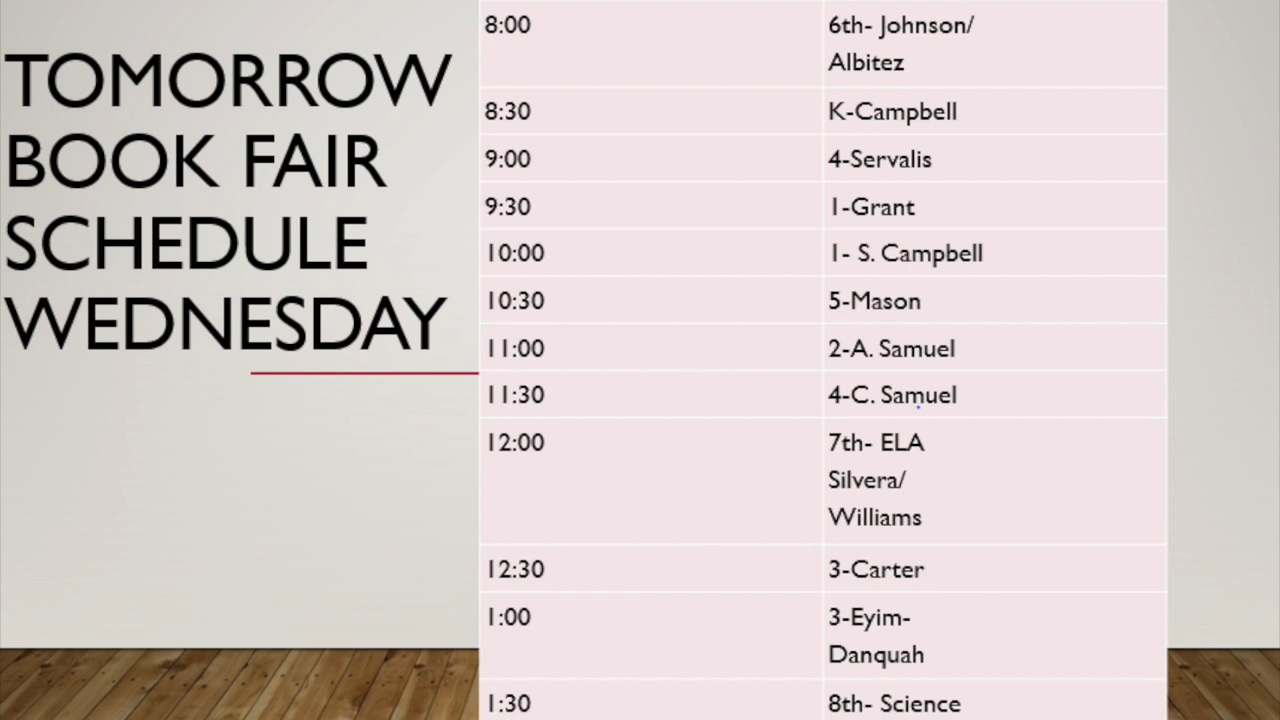 TOMORROW
BOOK FAIR
SCHEDULE
WEDNESDAY
8:00 6th- Johnson/
Albitez
8:30 K-Campbell
9:00 4-Servalis
9:30 1-Grant
10:00 1- S. Campbell
10:30 5-Mason
11:00 2-A. Samuel
11:30 4-C. Samuel
12:00 7th- ELA
Silvera/
Williams
12:30 3-Carter
1:00 3-Eyim-
Danquah
1:30 8th- Science